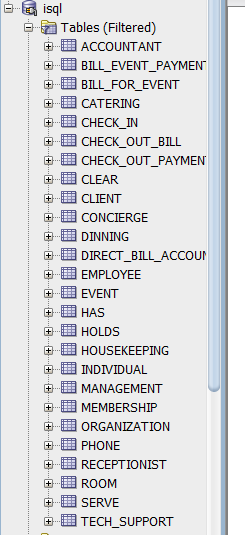 isql
Tables (Filtered)
ACCOUNTANT
BILL_EVENT_PAYMENT
BILL_FOR_EVENT
CATERING
CHECK_IN
CHECK_OUT_BILL
CHECK_OUT_PAYMENT
CLEAR
CLIENT
CONCIERGE
DINNING
DIRECT_BILL_ACCOUN
EMPLOYEE
EVENT
HAS
HOLDS
HOUSEKEEPING
INDIVIDUAL
MANAGEMENT
MEMBERSHIP
ORGANIZATION
PHONE
RECEPTIONIST
ROOM
SERVE
TECH_SUPPORT